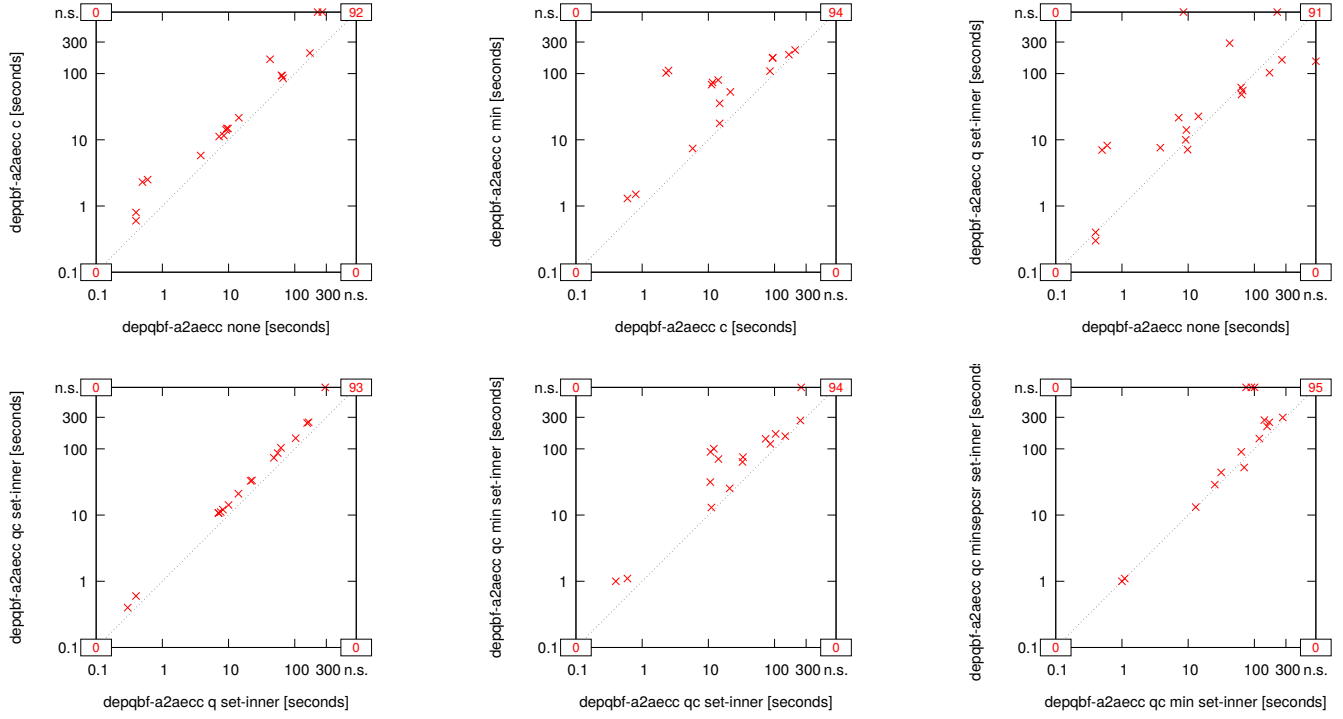 n.s. 0 92
300
100
10
1
0.1 0 0
0.1 1 10 100 300 n.s.
depqbf-a2aecc c [seconds]
depqbf-a2aecc none [seconds]
n.s. 0 94
300
100
10
1
0.1 0 0
0.1 1 10 100 300 n.s.
depqbf-a2aecc c min [seconds]
depqbf-a2aecc c [seconds]
n.s. 0 91
300
100
10
1
0.1 0 0
0.1 1 10 100 300 n.s.
depqbf-a2aecc q set-inner [seconds]
depqbf-a2aecc none [seconds]
n.s. 0 93
300
100
10
1
0.1 0 0
0.1 1 10 100 300 n.s.
depqbf-a2aecc qc set-inner [seconds]
depqbf-a2aecc q set-inner [seconds]
n.s. 0 94
300
100
10
1
0.1 0 0
0.1 1 10 100 300 n.s.
depqbf-a2aecc qc min set-inner [seconds]
depqbf-a2aecc qc set-inner [seconds]
n.s. 0 95
300
100
10
1
0.1 0 0
0.1 1 10 100 300 n.s.
depqbf-a2aecc qc minsepcsr set-inner [second
depqbf-a2aecc qc min set-inner [seconds]